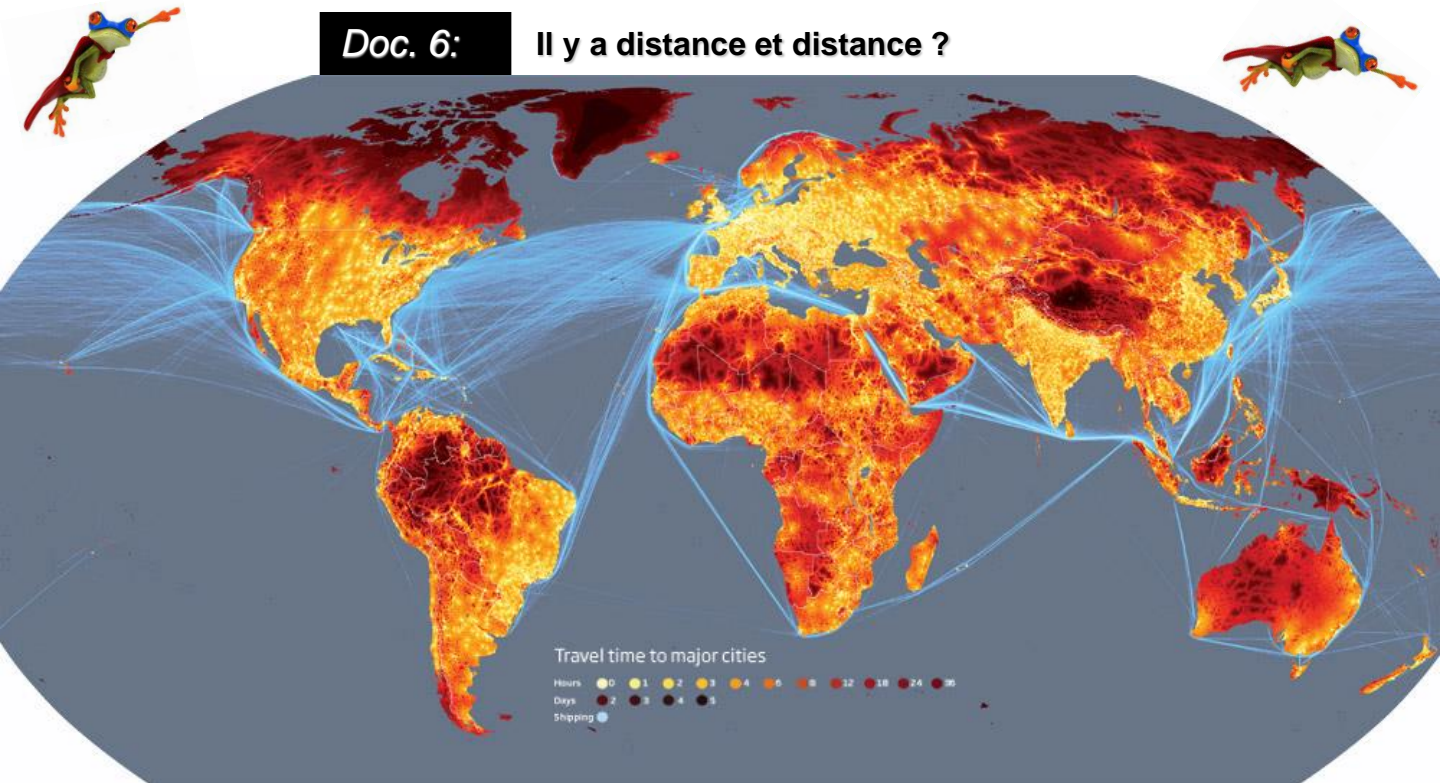 Doc. 6:
Il y a distance et distance ?
Travel time to major cities
Hours 0 1 2 3 4 6 8 12 18 24 36
Days 2 3 4 5
Shipping